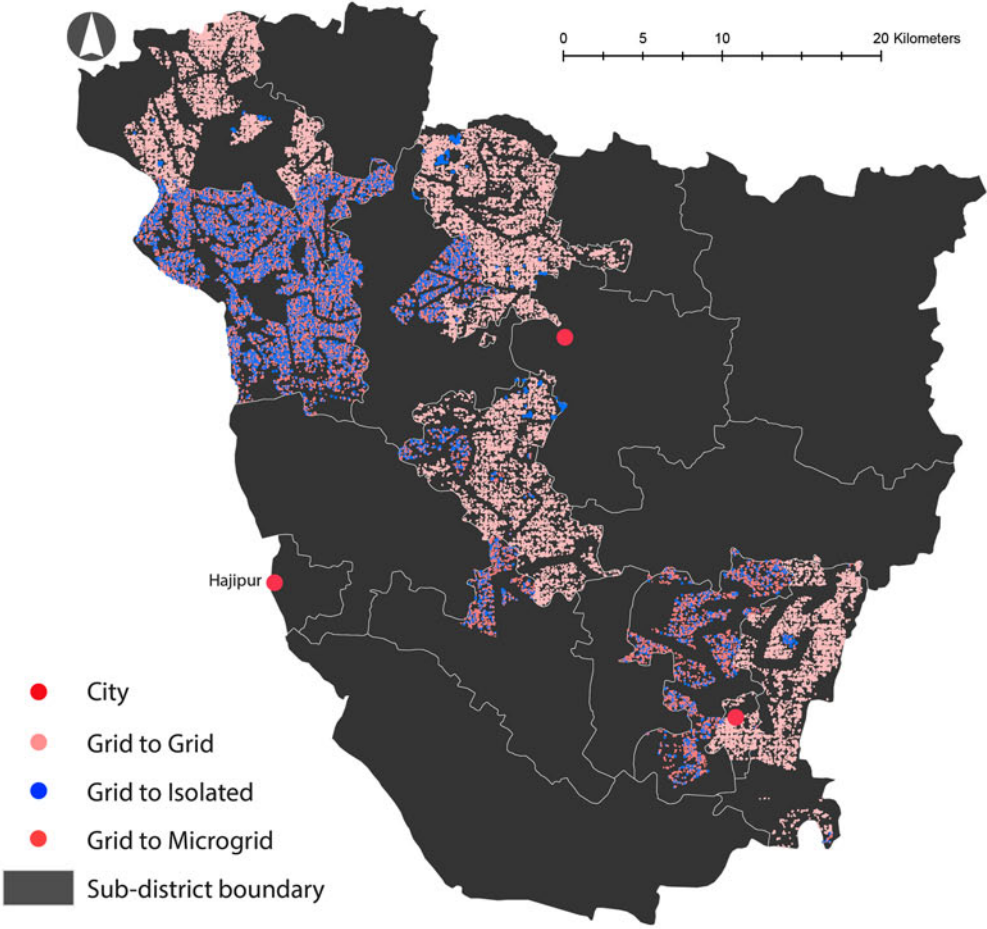 0 5 10 20 Kilometers
Hajipur
City
Grid to Grid
Grid to Isolated
Grid to Microgrid
Sub-district boundary